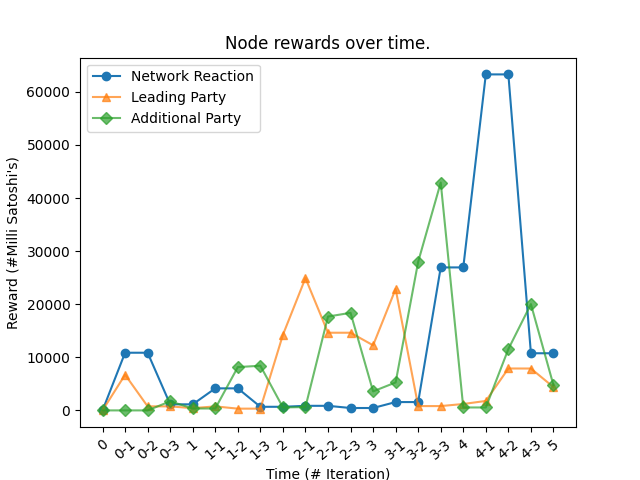 Node rewards over time.
Network Reaction
Leading Party
Additional Party
Reward (#Milli Satoshi's)
60000
50000
40000
30000
20000
10000
0
0 0-1 0-2 0-3 1 1-1 1-2 1-3 2 2-1 2-2 2-3 3 3-1 3-2 3-3 4 4-1 4-2 4-3 5
Time (# Iteration)